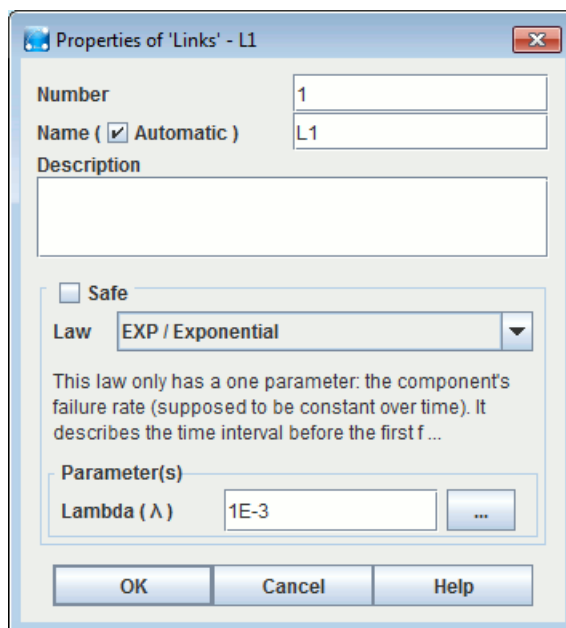 Properties of 'Links' - L1
Number 1
Name ( Automatic ) L1
Description
Safe
Law EXP / Exponential
This law only has a one parameter: the component's
failure rate (supposed to be constant over time). It
describes the time interval before the first f ...
Parameter(s)
Lambda ( λ ) 1E-3 ...
OK Cancel Help